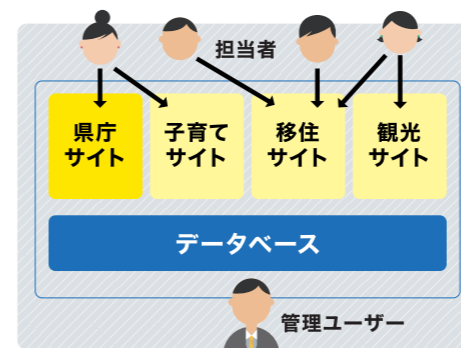 担当者
県庁
サイト
子育て
サイト
移住
サイト
観光
サイト
データベース
管理ユーザー